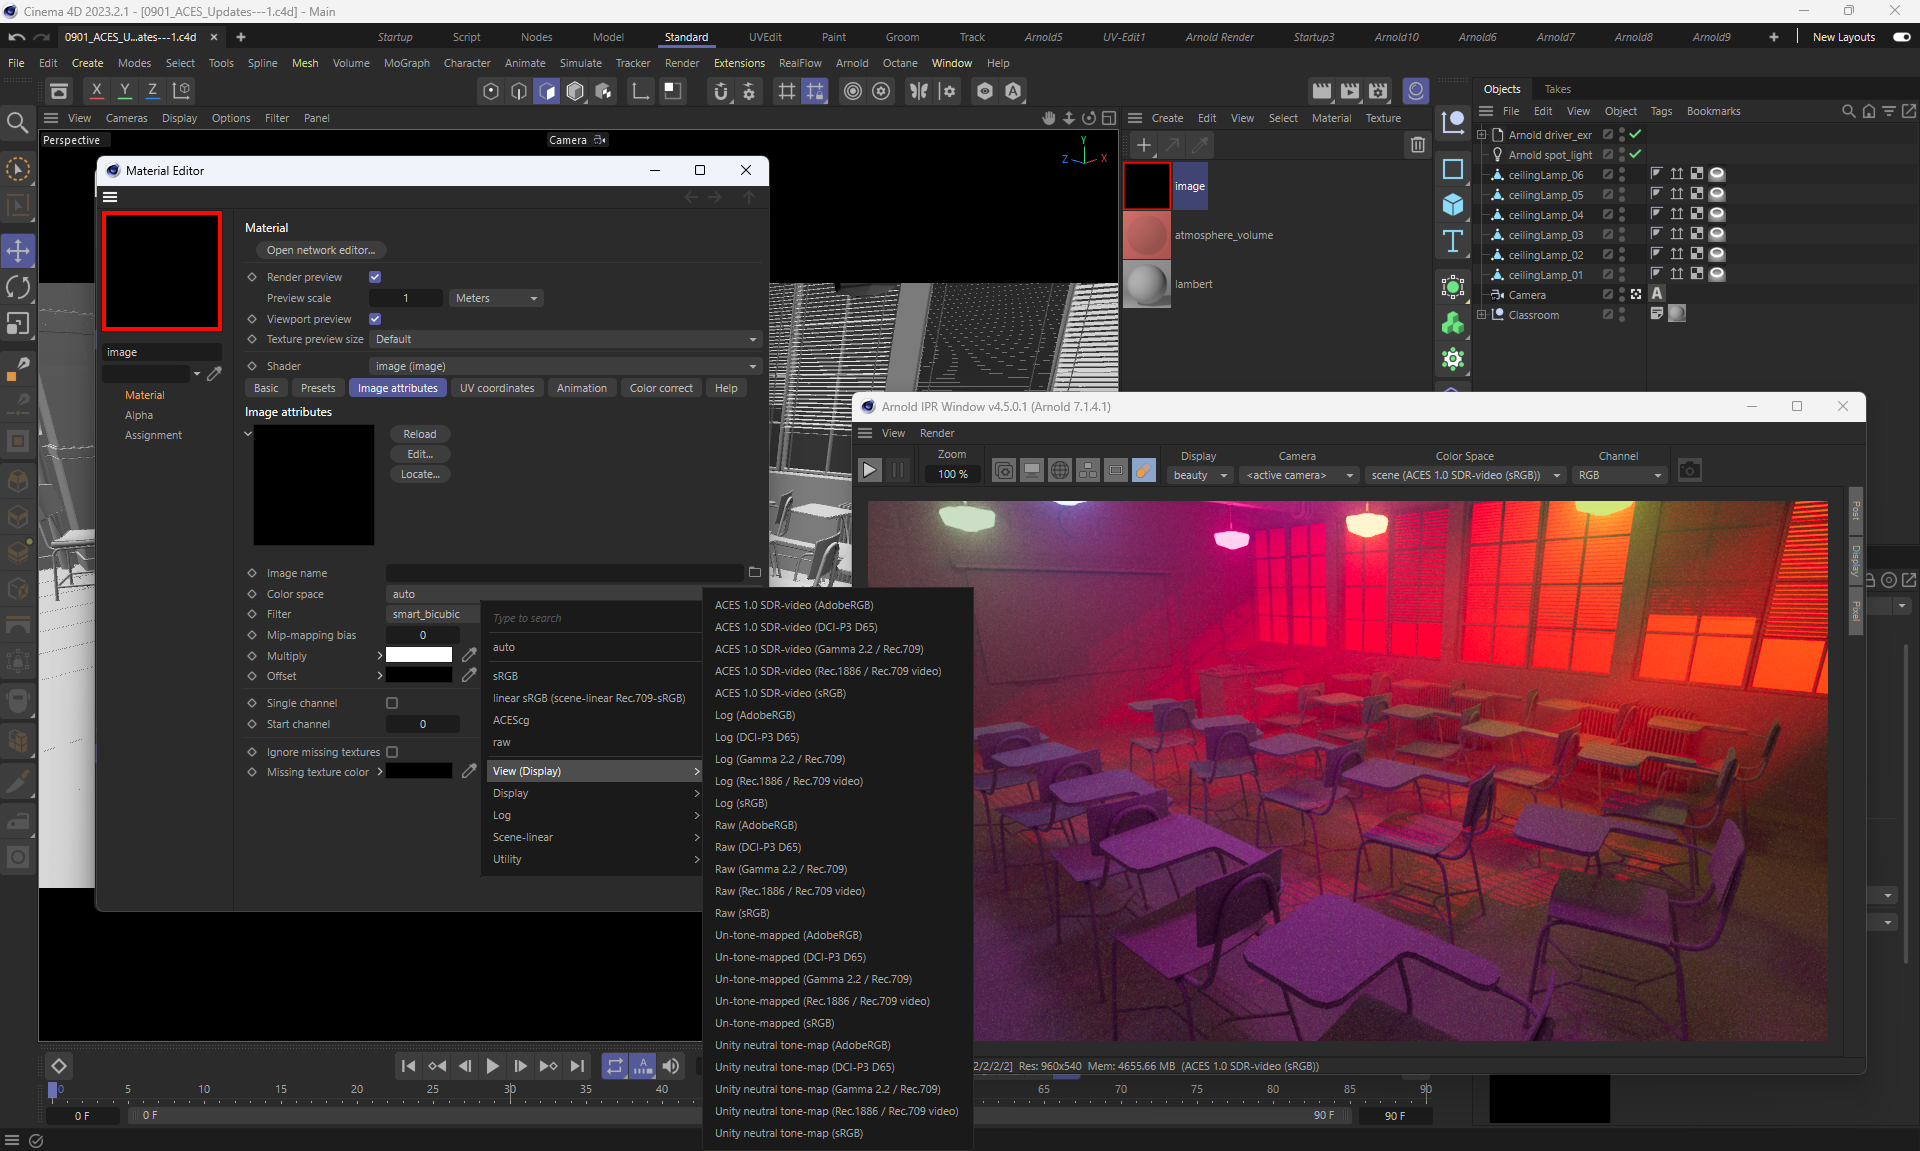 Cinema 4D 2023.2.1 - [0901_ACES_Updates---1.c4d] - Main
0901_ACES_U...ates---1.c4d
Startup Script Nodes Model Standard UVEdit Paint Groom Track Arnold5 UV-Edit1 Arnold Render Startup3 Arnold10 Arnold6 Arnold7 Arnold8 Arnold9 New Layouts
File Edit Create Modes Select Tools Spline Mesh Volume MoGraph Character Animate Simulate Tracker Render Extensions RealFlow Arnold Octane Window Help
X Y Z
Objects Takes
File Edit View Object Tags Bookmarks
View Cameras Display Options Filter Panel
Create Edit View Select Material Texture
Perspective
Camera
Y
Z X
image
atmosphere_volume
lambert
Arnold driver_exr
Arnold spot_light
ceilingLamp_06
ceilingLamp_05
ceilingLamp_04
ceilingLamp_03
ceilingLamp_02
ceilingLamp_01
Camera
Classroom
Material Editor
image
Material
Alpha
Assignment
Material
Open network editor...
Render preview
Preview scale 1 Meters
Viewport preview
Texture preview size Default
Shader image (image)
Basic Presets Image attributes UV coordinates Animation Color correct Help
Image attributes
Reload
Edit...
Locate...
Image name
Color space auto
Filter smart_bicubic
Mip-mapping bias 0
Multiply
Offset
Single channel
Start channel 0
Ignore missing textures
Missing texture color
Type to search
auto
sRGB
linear sRGB (scene-linear Rec.709-sRGB)
ACEScg
raw
View (Display)
Display
Log
Scene-linear
Utility
ACES 1.0 SDR-video (AdobeRGB)
ACES 1.0 SDR-video (DCI-P3 D65)
ACES 1.0 SDR-video (Gamma 2.2 / Rec.709)
ACES 1.0 SDR-video (Rec.1886 / Rec.709 video)
ACES 1.0 SDR-video (sRGB)
Log (AdobeRGB)
Log (DCI-P3 D65)
Log (Gamma 2.2 / Rec.709)
Log (Rec.1886 / Rec.709 video)
Log (sRGB)
Raw (AdobeRGB)
Raw (DCI-P3 D65)
Raw (Gamma 2.2 / Rec.709)
Raw (Rec.1886 / Rec.709 video)
Raw (sRGB)
Un-tone-mapped (AdobeRGB)
Un-tone-mapped (DCI-P3 D65)
Un-tone-mapped (Gamma 2.2 / Rec.709)
Un-tone-mapped (Rec.1886 / Rec.709 video)
Un-tone-mapped (sRGB)
Unity neutral tone-map (AdobeRGB)
Unity neutral tone-map (DCI-P3 D65)
Unity neutral tone-map (Gamma 2.2 / Rec.709)
Unity neutral tone-map (Rec.1886 / Rec.709 video)
Unity neutral tone-map (sRGB)
Arnold IPR Window v4.5.0.1 (Arnold 7.1.4.1)
View Render
Zoom Display Camera Color Space Channel
100 % beauty <active camera> scene (ACES 1.0 SDR-video (sRGB)) RGB
Post
Display
Pixel
2/2/2/2] Res: 960x540 Mem: 4655.66 MB (ACES 1.0 SDR-video (sRGB))
0 5 10 15 20 25 30 35 40 65 70 75 80 85 90
0 F 0 F 90 F 90 F